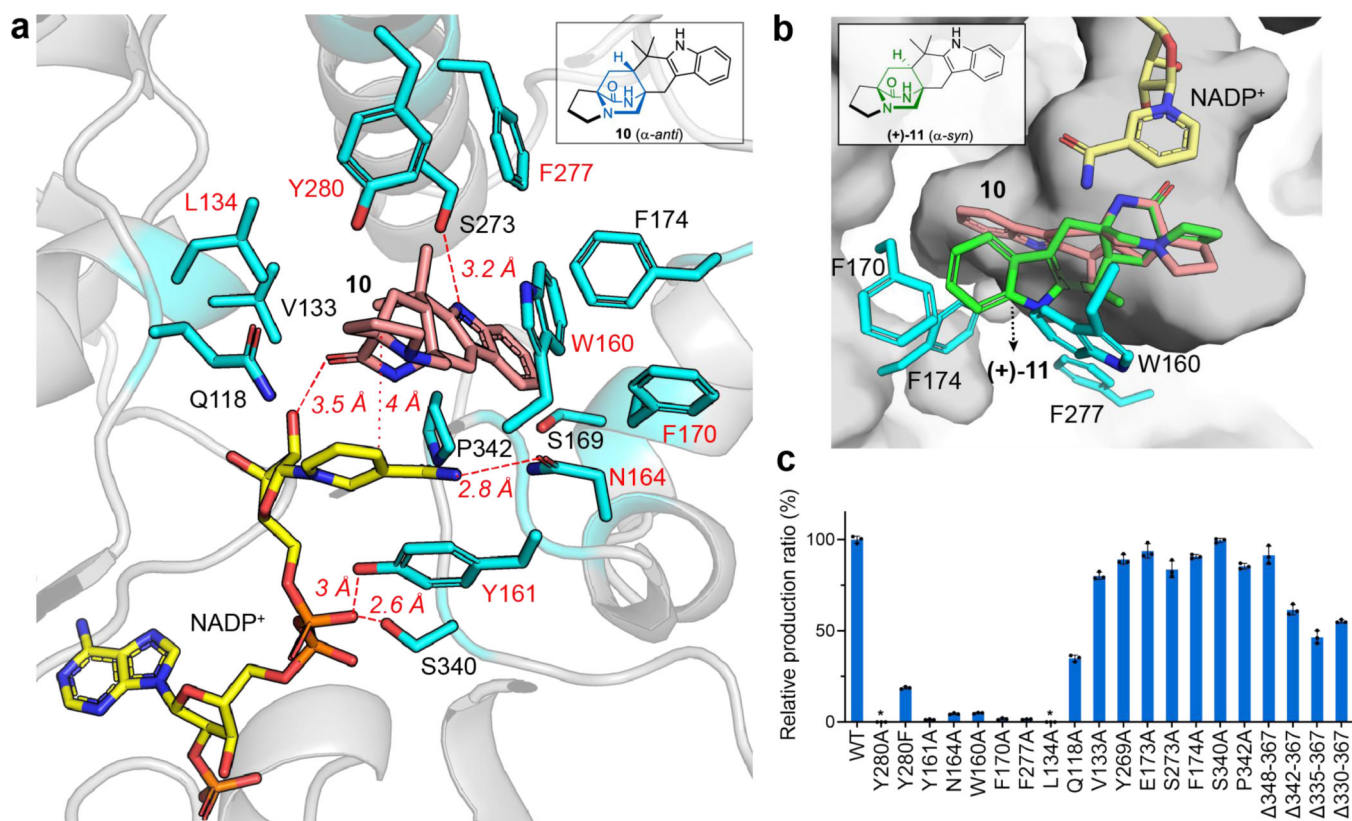 a
H
N
H
O
NH
N
10 (α-anti)
Y280
F277
L134
S273
F174
3.2 Å
10
V133
W160
Q118
3.5 Å
4 Å
P342
S169
F170
2.8 Å
N164
3 Å
2.6 Å
Y161
NADP+
S340
b
H
N
H
O
NH
N
(+)-11 (α-syn)
NADP+
10
F170
F174
(+)-11
W160
F277
c
Relative production ratio (%)
100
50
0
*
*
WT
Y280A
Y280F
Y161A
N164A
W160A
F170A
F277A
L134A
Q118A
V133A
Y269A
E173A
S273A
F174A
S340A
P342A
Δ348-367
Δ342-367
Δ335-367
Δ330-367